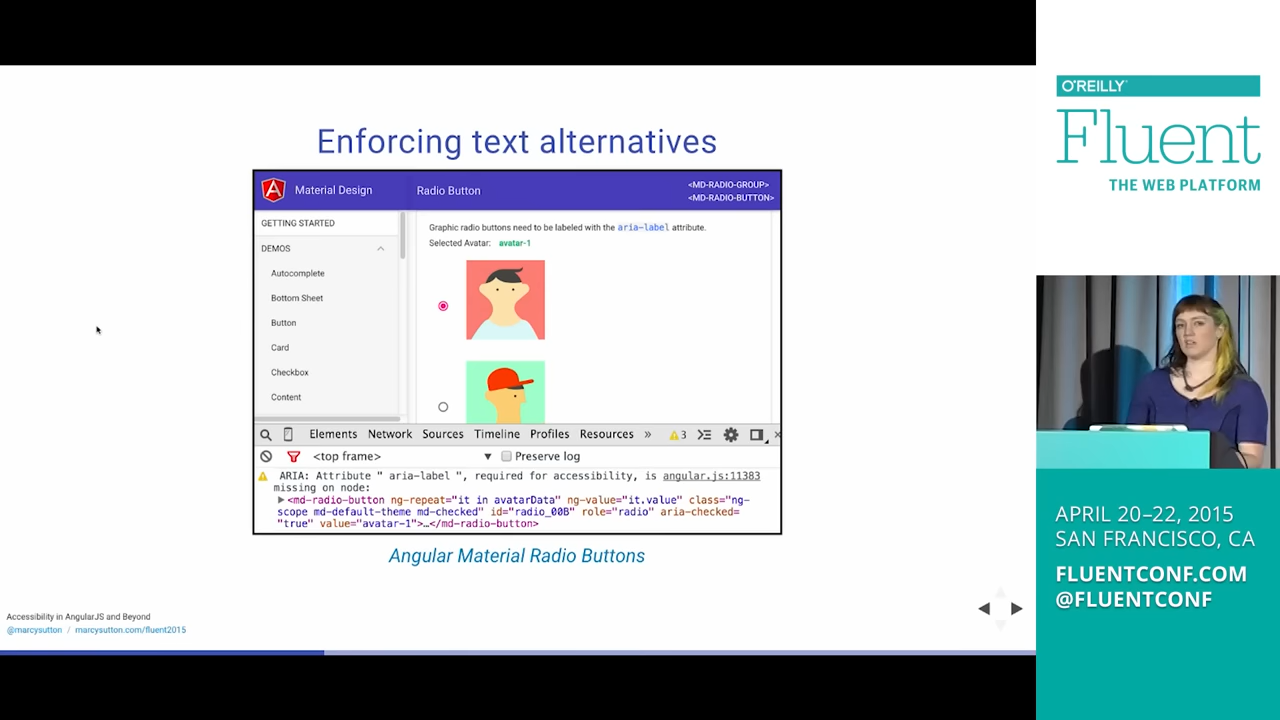 Enforcing text alternatives
Material Design
Radio Button
<MD-RADIO-GROUP>
<MD-RADIO-BUTTON>
GETTING STARTED
DEMOS
Autocomplete
Bottom Sheet
Button
Card
Checkbox
Content
Graphic radio buttons need to be labeled with the aria-label attribute.
Selected Avatar: avatar-1
Elements Network Sources Timeline Profiles Resources » 3
<top frame> Preserve log
ARIA: Attribute " aria-label ", required for accessibility, is angular.js:11383
missing on node:
<md-radio-button ng-repeat="it in avatarData" ng-value="it.value" class="ng-
scope md-default-theme md-checked" id="radio_00B" role="radio" aria-checked=
"true" value="avatar-1">…</md-radio-button>
Angular Material Radio Buttons
Accessibility in AngularJS and Beyond
@marcysutton / marcysutton.com/fluent2015
O'REILLY
Fluent
THE WEB PLATFORM
APRIL 20–22, 2015
SAN FRANCISCO, CA
FLUENTCONF.COM
@FLUENTCONF